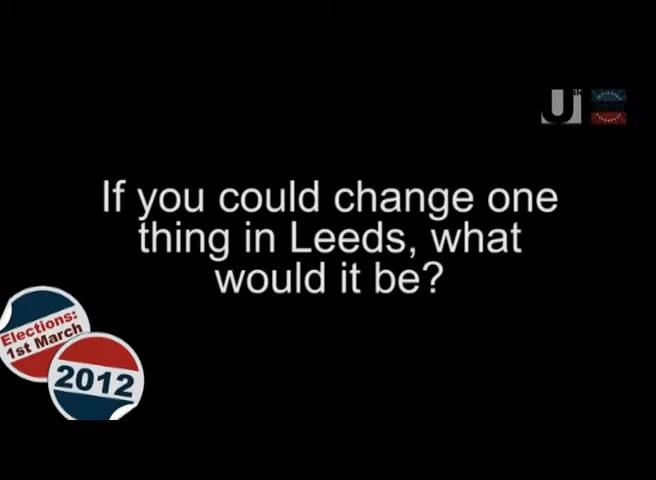 U
If you could change one
thing in Leeds, what
would it be?
Elections:
1st March
2012